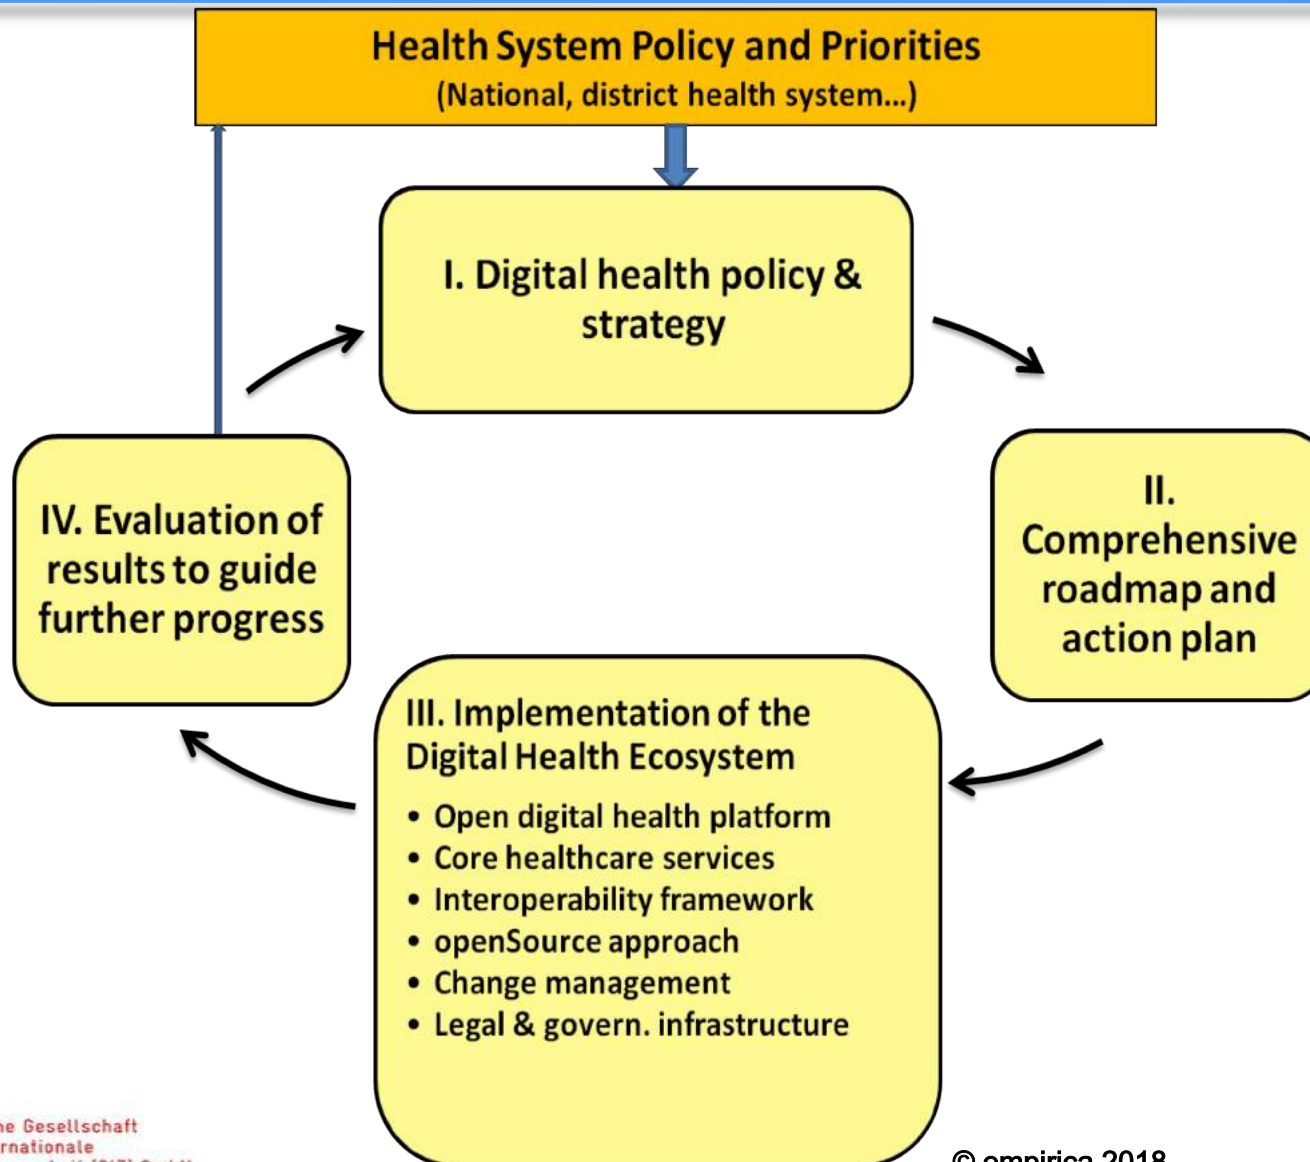 Health System Policy and Priorities
(National, district health system...)
I. Digital health policy &
strategy
II.
Comprehensive
roadmap and
action plan
III. Implementation of the
Digital Health Ecosystem
• Open digital health platform
• Core healthcare services
• Interoperability framework
• openSource approach
• Change management
• Legal & govern. infrastructure
IV. Evaluation of
results to guide
further progress
Gesellschaft
© empirica 2018